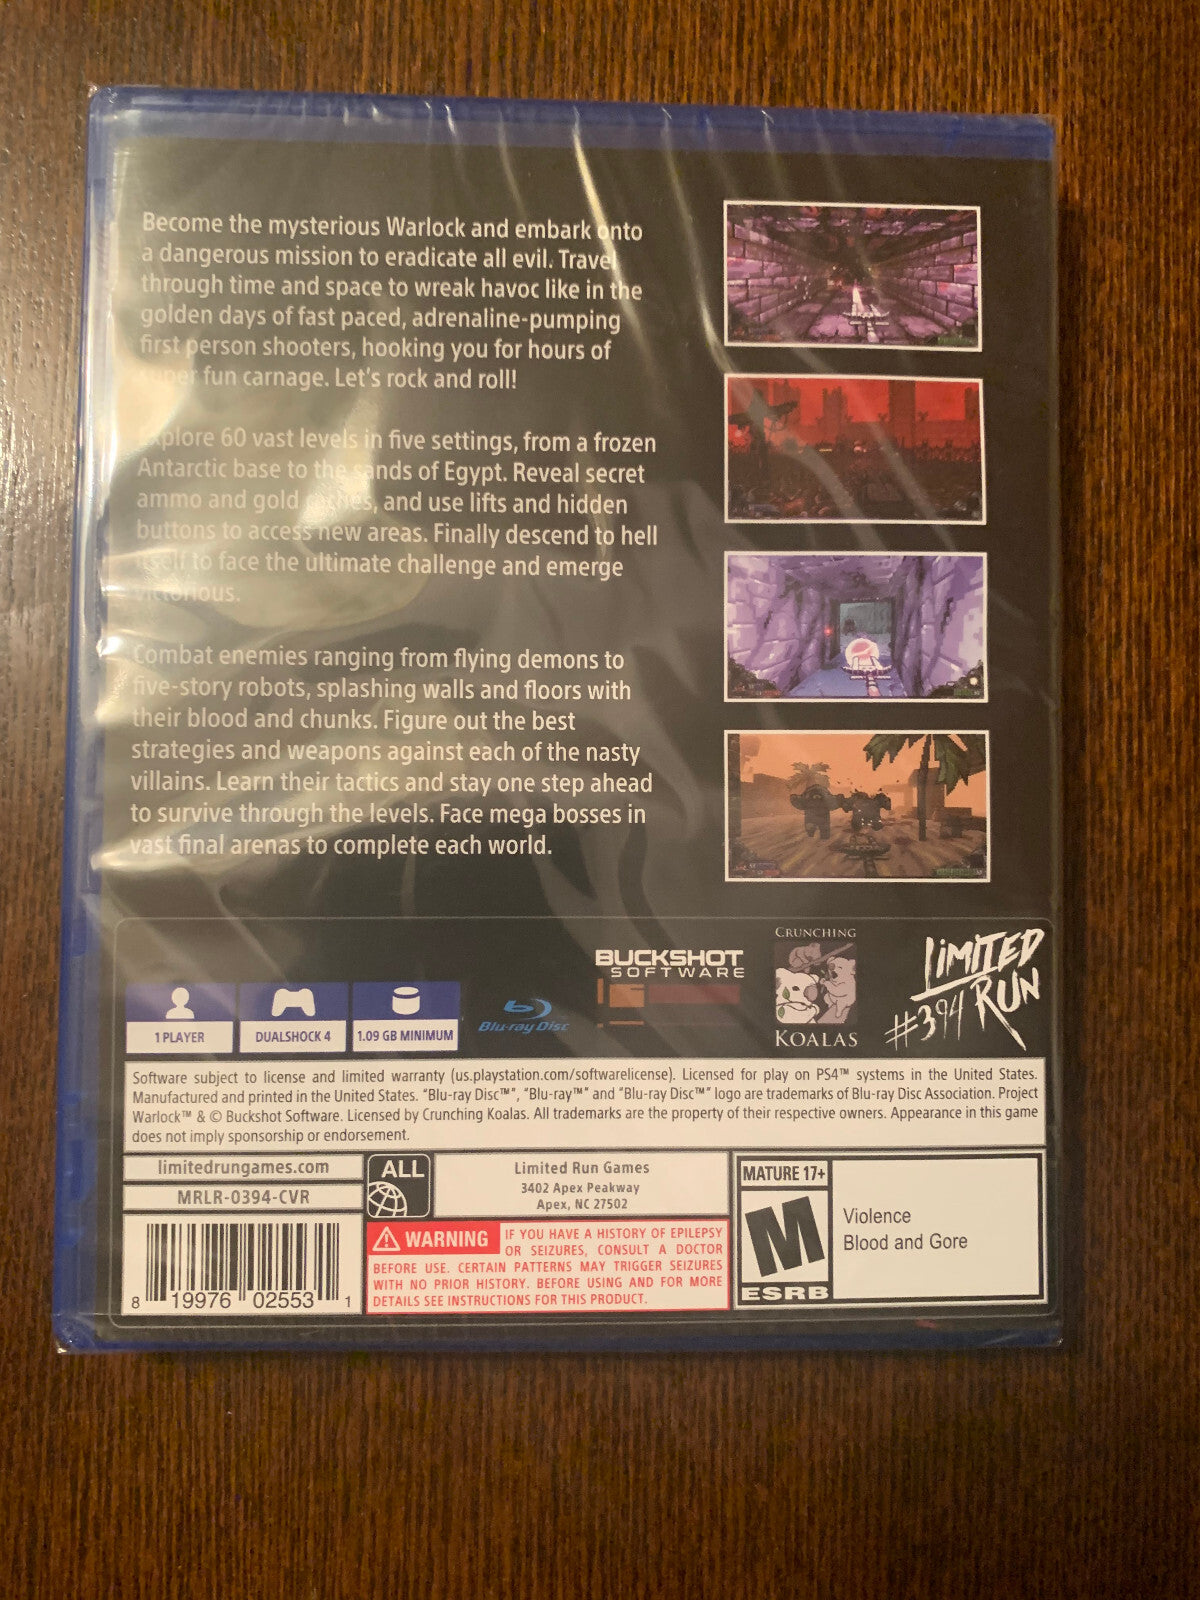 Become the mysterious Warlock and embark onto
a dangerous mission to eradicate all evil. Travel
through time and space to wreak havoc like in the
golden days of fast paced, adrenaline-pumping
first person shooters, hooking you for hours of
super fun carnage. Let's rock and roll!
Explore 60 vast levels in five settings, from a frozen
Antarctic base to the sands of Egypt. Reveal secret
ammo and gold caches, and use lifts and hidden
buttons to access new areas. Finally descend to hell
itself to face the ultimate challenge and emerge
victorious.
Combat enemies ranging from flying demons to
five-story robots, splashing walls and floors with
their blood and chunks. Figure out the best
strategies and weapons against each of the nasty
villains. Learn their tactics and stay one step ahead
to survive through the levels. Face mega bosses in
vast final arenas to complete each world.
1 PLAYER
DUALSHOCK 4
1.09 GB MINIMUM
Blu-ray Disc
BUCKSHOT
SOFTWARE
CRUNCHING
KOALAS
LIMITED
RUN
#394
Software subject to license and limited warranty (us.playstation.com/softwarelicense). Licensed for play on PS4™ systems in the United States.
Manufactured and printed in the United States. "Blu-ray Disc™", "Blu-ray™" and "Blu-ray Disc™" logo are trademarks of Blu-ray Disc Association. Project
Warlock™ & © Buckshot Software. Licensed by Crunching Koalas. All trademarks are the property of their respective owners. Appearance in this game
does not imply sponsorship or endorsement.
limitedrungames.com
MRLR-0394-CVR
8 19976 02553 1
ALL
Limited Run Games
3402 Apex Peakway
Apex, NC 27502
WARNING IF YOU HAVE A HISTORY OF EPILEPSY
OR SEIZURES, CONSULT A DOCTOR
BEFORE USE. CERTAIN PATTERNS MAY TRIGGER SEIZURES
WITH NO PRIOR HISTORY. BEFORE USING AND FOR MORE
DETAILS SEE INSTRUCTIONS FOR THIS PRODUCT.
MATURE 17+
M
ESRB
Violence
Blood and Gore